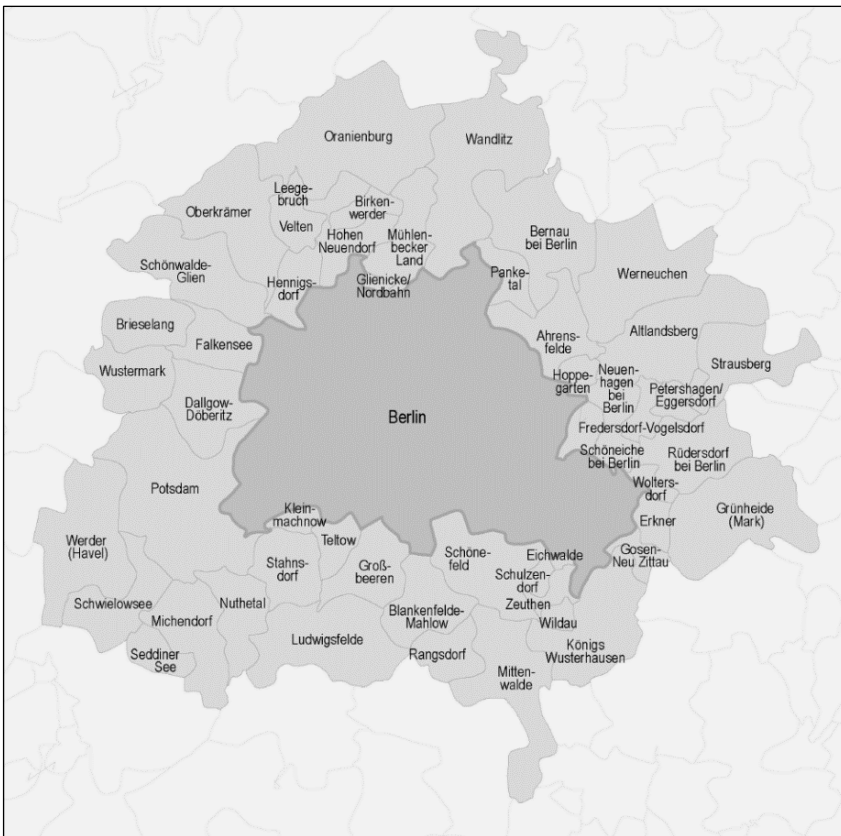 Oranienburg
Wandlitz
Leege-
bruch
Oberkrämer
Birken-
werder
Velten
Hohen
Neuendorf
Mühlen-
becker
Land
Bernau
bei Berlin
Schönwalde-
Glien
Hennigs-
dorf
Glienicke/
Nordbahn
Panke-
tal
Werneuchen
Brieselang
Falkensee
Ahrens-
felde
Altlandsberg
Wustermark
Hoppe-
garten
Neuen-
hagen
bei
Berlin
Strausberg
Petershagen/
Eggersdorf
Dallgow-
Döberitz
Berlin
Fredersdorf-Vogelsdorf
Schöneiche
bei Berlin
Rüdersdorf
bei Berlin
Potsdam
Wolters-
dorf
Klein-
machnow
Grünheide
(Mark)
Erkner
Werder
(Havel)
Teltow
Stahns-
dorf
Groß-
beeren
Schöne-
feld
Eichwalde
Gosen-
Neu Zittau
Schulzen-
dorf
Zeuthen
Schwielowsee
Nuthetal
Michendorf
Blankenfelde-
Mahlow
Wildau
Ludwigsfelde
Königs
Wusterhausen
Seddiner
See
Rangsdorf
Mitten-
walde